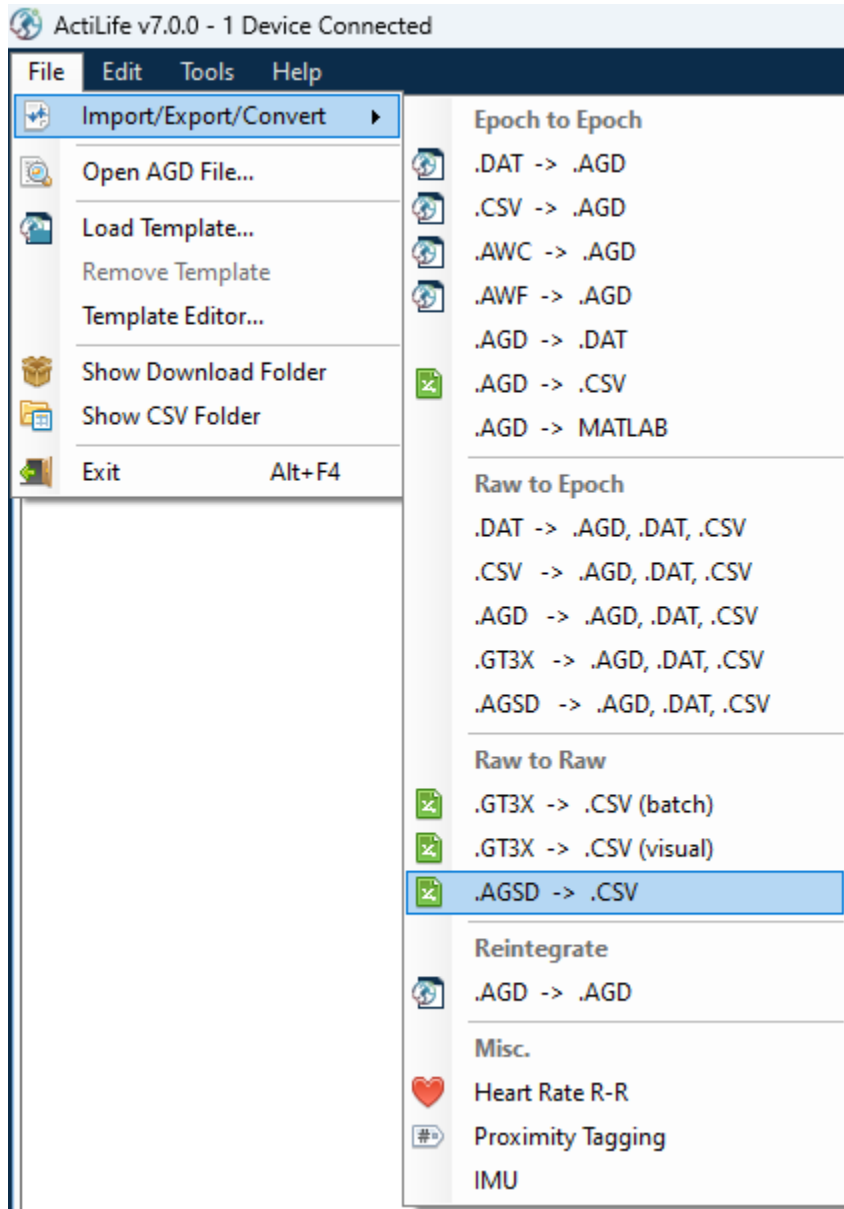 ActiLife v7.0.0 - 1 Device Connected
File Edit Tools Help
Import/Export/Convert
Open AGD File...
Load Template...
Remove Template
Template Editor...
Show Download Folder
Show CSV Folder
Exit Alt+F4
Epoch to Epoch
.DAT -> .AGD
.CSV -> .AGD
.AWC -> .AGD
.AWF -> .AGD
.AGD -> .DAT
.AGD -> .CSV
.AGD -> MATLAB
Raw to Epoch
.DAT -> .AGD, .DAT, .CSV
.CSV -> .AGD, .DAT, .CSV
.AGD -> .AGD, .DAT, .CSV
.GT3X -> .AGD, .DAT, .CSV
.AGSD -> .AGD, .DAT, .CSV
Raw to Raw
.GT3X -> .CSV (batch)
.GT3X -> .CSV (visual)
.AGSD -> .CSV
Reintegrate
.AGD -> .AGD
Misc.
Heart Rate R-R
Proximity Tagging
IMU